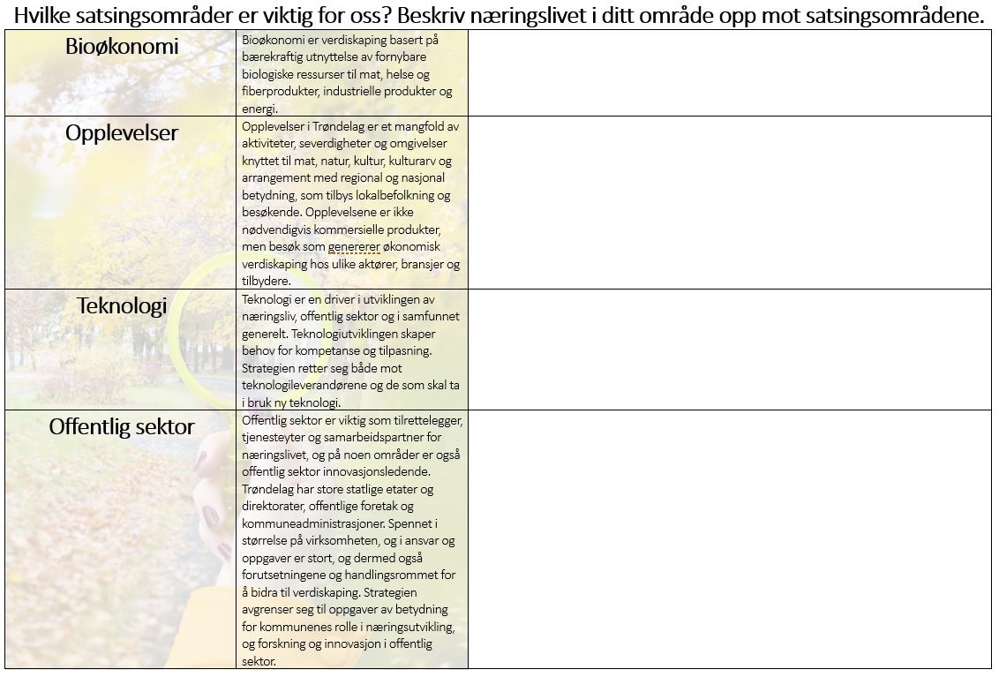 Hvilke satsingsområder er viktig for oss? Beskriv næringslivet i ditt område opp mot satsingsområdene.
Bioøkonomi
Bioøkonomi er verdiskaping basert på
bærekraftig utnyttelse av fornybare
biologiske ressurser til mat, helse og
fiberprodukter, industrielle produkter og
energi.
Opplevelser
Opplevelser i Trøndelag er et mangfold av
aktiviteter, severdigheter og omgivelser
knyttet til mat, natur, kultur, kulturarv og
arrangement med regional og nasjonal
betydning, som tilbys lokalbefolkning og
besøkende. Opplevelsene er ikke
nødvendigvis kommersielle produkter,
men besøk som genererer økonomisk
verdiskaping hos ulike aktører, bransjer og
tilbydere.
Teknologi
Teknologi er en driver i utviklingen av
næringsliv, offentlig sektor og i samfunnet
generelt. Teknologiutviklingen skaper
behov for kompetanse og tilpasning.
Strategien retter seg både mot
teknologileverandørene og de som skal ta
i bruk ny teknologi.
Offentlig sektor
Offentlig sektor er viktig som tilrettelegger,
tjenesteyter og samarbeidspartner for
næringslivet, og på noen områder er også
offentlig sektor innovasjonsledende.
Trøndelag har store statlige etater og
direktorater, offentlige foretak og
kommuneadministrasjoner. Spennet i
størrelse på virksomheten, og i ansvar og
oppgaver er stort, og dermed også
forutsetningene og handlingsrommet for
å bidra til verdiskaping. Strategien
avgrenser seg til oppgaver av betydning
for kommunenes rolle i næringsutvikling,
og forskning og innovasjon i offentlig
sektor.